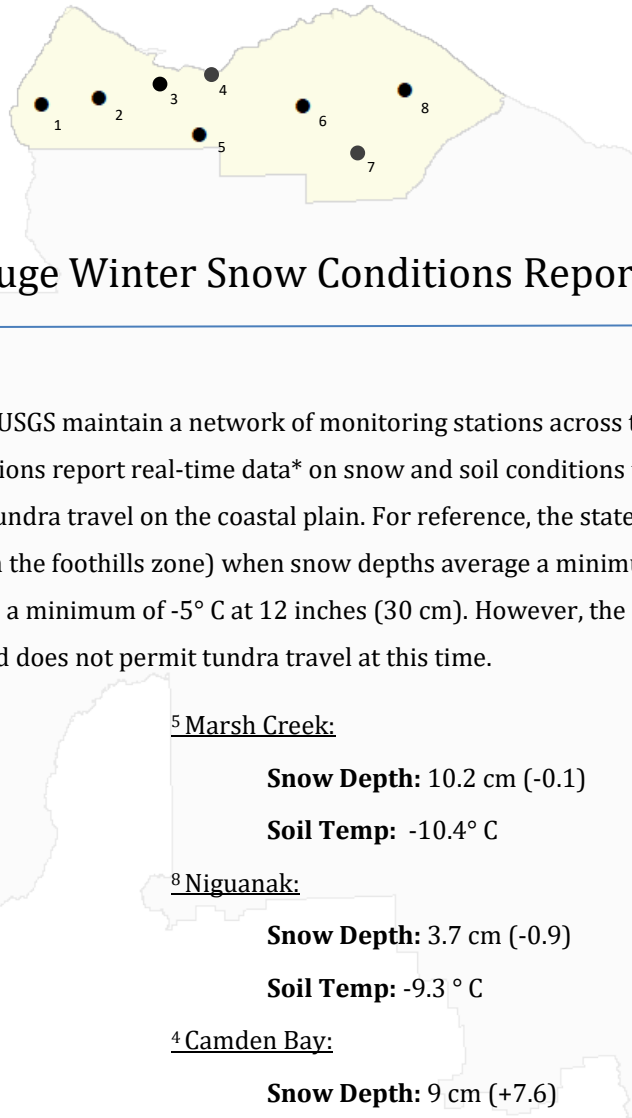 1
2
3
4
5
6
7
8
Winter Snow Conditions
USGS maintain a network of monitoring stations across
report real-time data* on snow and soil conditions
travel on the coastal plain. For reference, the state
the foothills zone) when snow depths average a
a minimum of -5° C at 12 inches (30 cm). However, the
does not permit tundra travel at this time.
5 Marsh Creek:
Snow Depth: 10.2 cm (-0.1)
Soil Temp: -10.4° C
8 Niguanak:
Snow Depth: 3.7 cm (-0.9)
Soil Temp: -9.3 ° C
4 Camden Bay:
Snow Depth: 9 cm (+7.6)